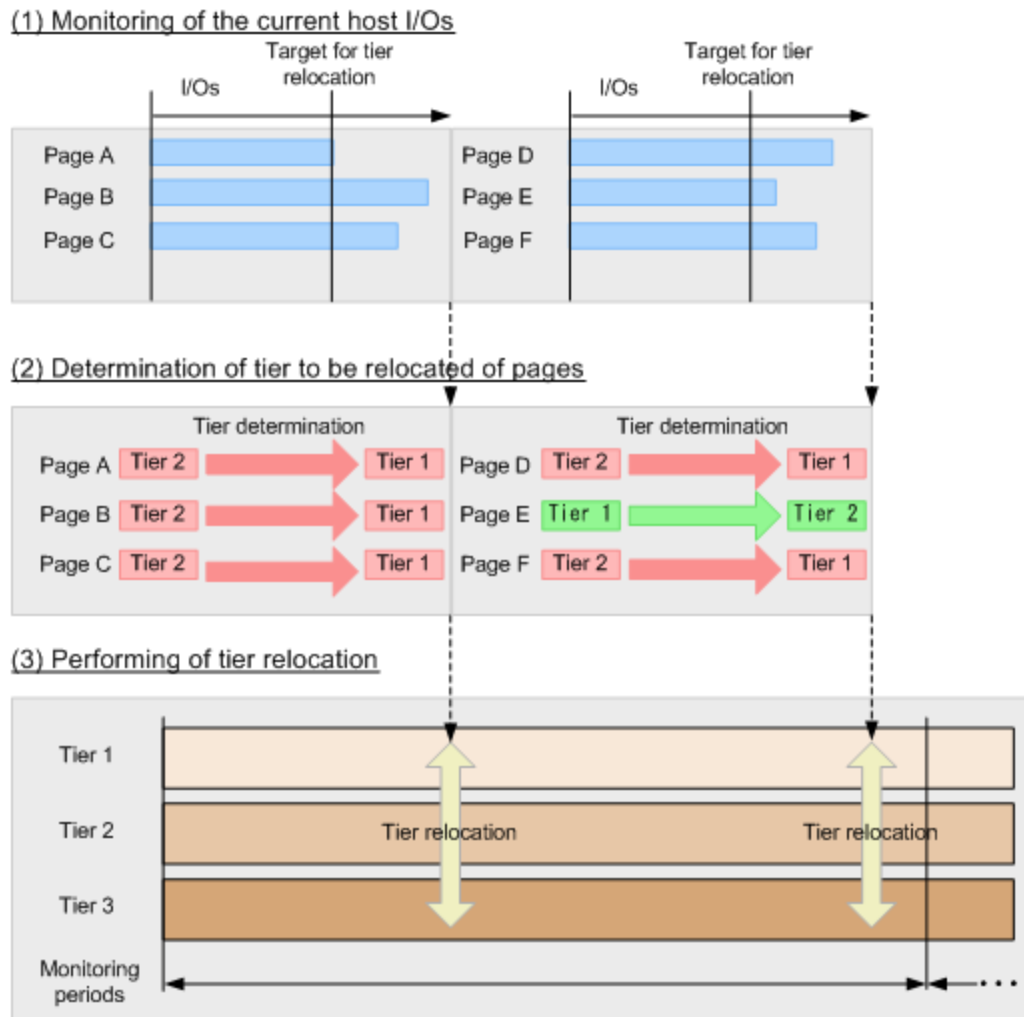 (1) Monitoring of the current host I/Os
Target for tier
relocation
I/Os
Target for tier
relocation
I/Os
Page A
Page B
Page C
Page D
Page E
Page F
(2) Determination of tier to be relocated of pages
Tier determination
Page A Tier 2 Tier 1
Page B Tier 2 Tier 1
Page C Tier 2 Tier 1
Tier determination
Page D Tier 2 Tier 1
Page E Tier 1 Tier 2
Page F Tier 2 Tier 1
(3) Performing of tier relocation
Tier 1
Tier 2
Tier relocation
Tier relocation
Tier 3
Monitoring
periods